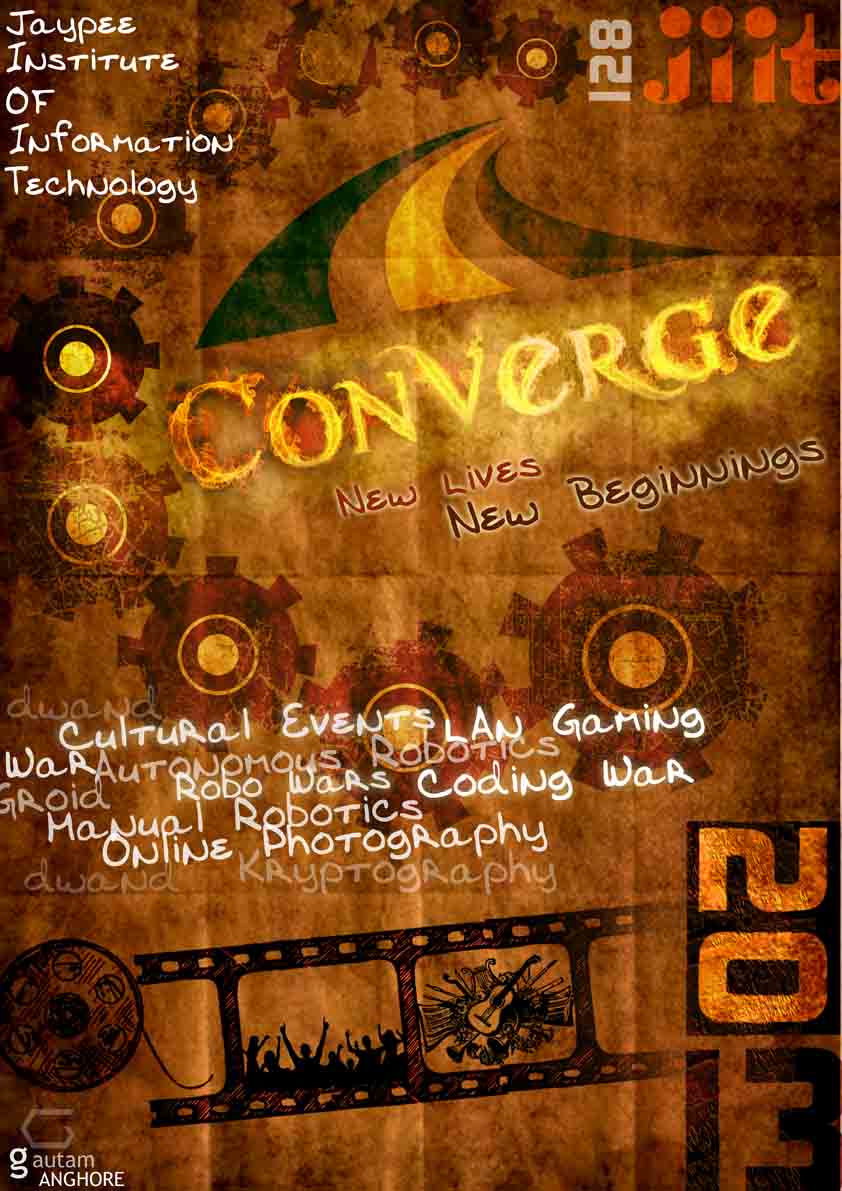 Jaypee
Institute
OF
Information
Technology
128 jiit
Converge
New Lives
New Beginnings
dwand
Cultural Events LAN Gaming
War Autonomous Robotics
Groid Robo Wars Coding War
Manual Robotics
Online Photography
dwand Kryptography
2013
gautam
ANGHORE